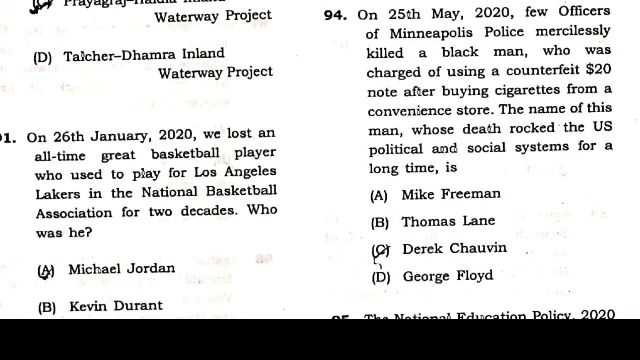 Waterway Project
(D) Talcher–Dhamra Inland
Waterway Project
On 26th January, 2020, we lost an
all-time great basketball player
who used to play for Los Angeles
Lakers in the National Basketball
Association for two decades. Who
was he?
(A) Michael Jordan
(B) Kevin Durant
94. On 25th May, 2020, few Officers
of Minneapolis Police mercilessly
killed a black man, who was
charged of using a counterfeit $20
note after buying cigarettes from a
convenience store. The name of this
man, whose death rocked the US
political and social systems for a
long time, is
(A) Mike Freeman
(B) Thomas Lane
(C) Derek Chauvin
(D) George Floyd
The National Education Policy, 2020